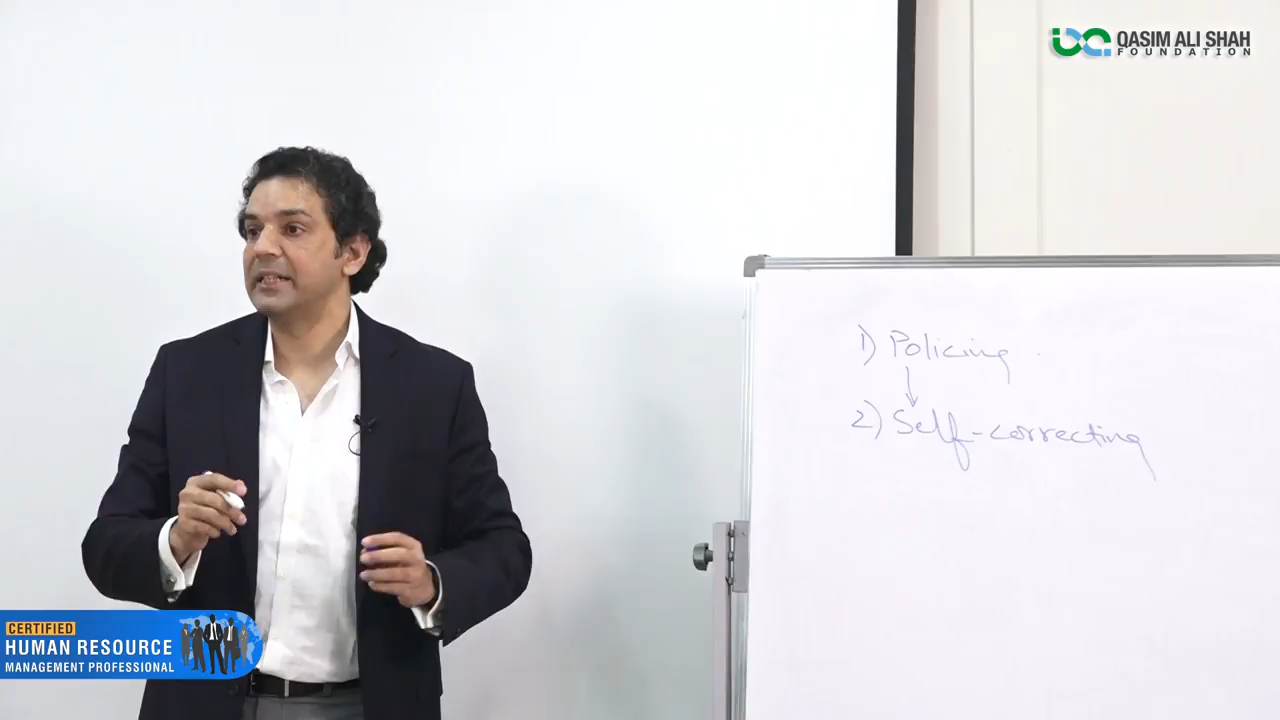 QASIM ALI SHAH
FOUNDATION
1) Policing
2) Self-correcting
CERTIFIED
HUMAN RESOURCE
MANAGEMENT PROFESSIONAL